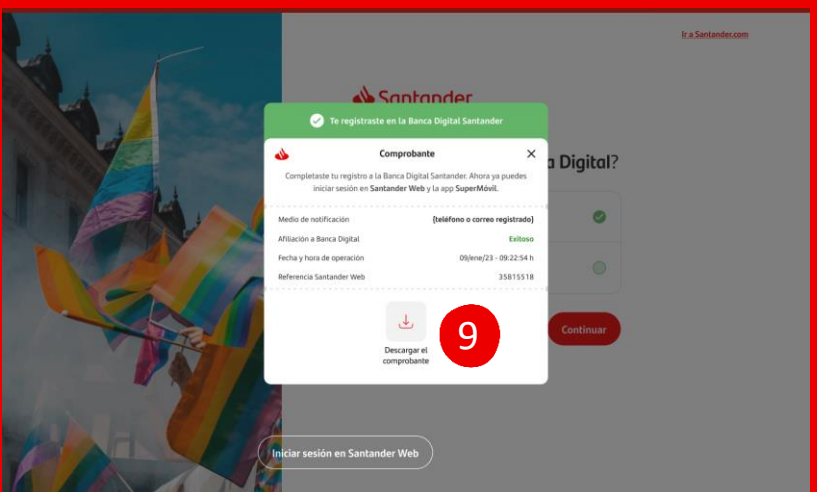 Ir a Santander.com
Santander
Te registraste en la Banca Digital Santander
Comprobante
a Digital?
Completaste tu registro a la Banca Digital Santander. Ahora ya puedes
iniciar sesión en Santander Web y la app SuperMóvil.
Medio de notificación {teléfono o correo registrado}
Afiliación a Banca Digital Exitoso
Fecha y hora de operación 09/ene/23 - 09:22:54 h
Referencia Santander Web 35815518
9
Continuar
Descargar el
comprobante
Iniciar sesión en Santander Web